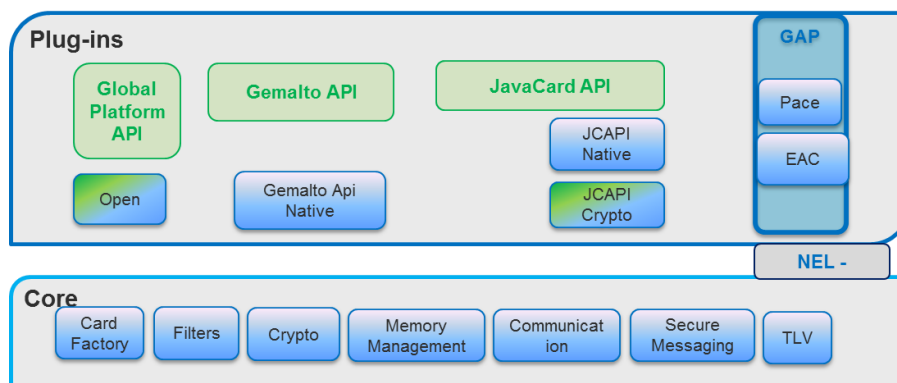 Plug-ins
GAP
Global
Platform
API
Gemalto API
JavaCard API
Pace
JCAPI
Native
EAC
Open
Gemalto Api
Native
JCAPI
Crypto
NEL -
Core
Card
Factory
Filters
Crypto
Memory
Management
Communicat
ion
Secure
Messaging
TLV